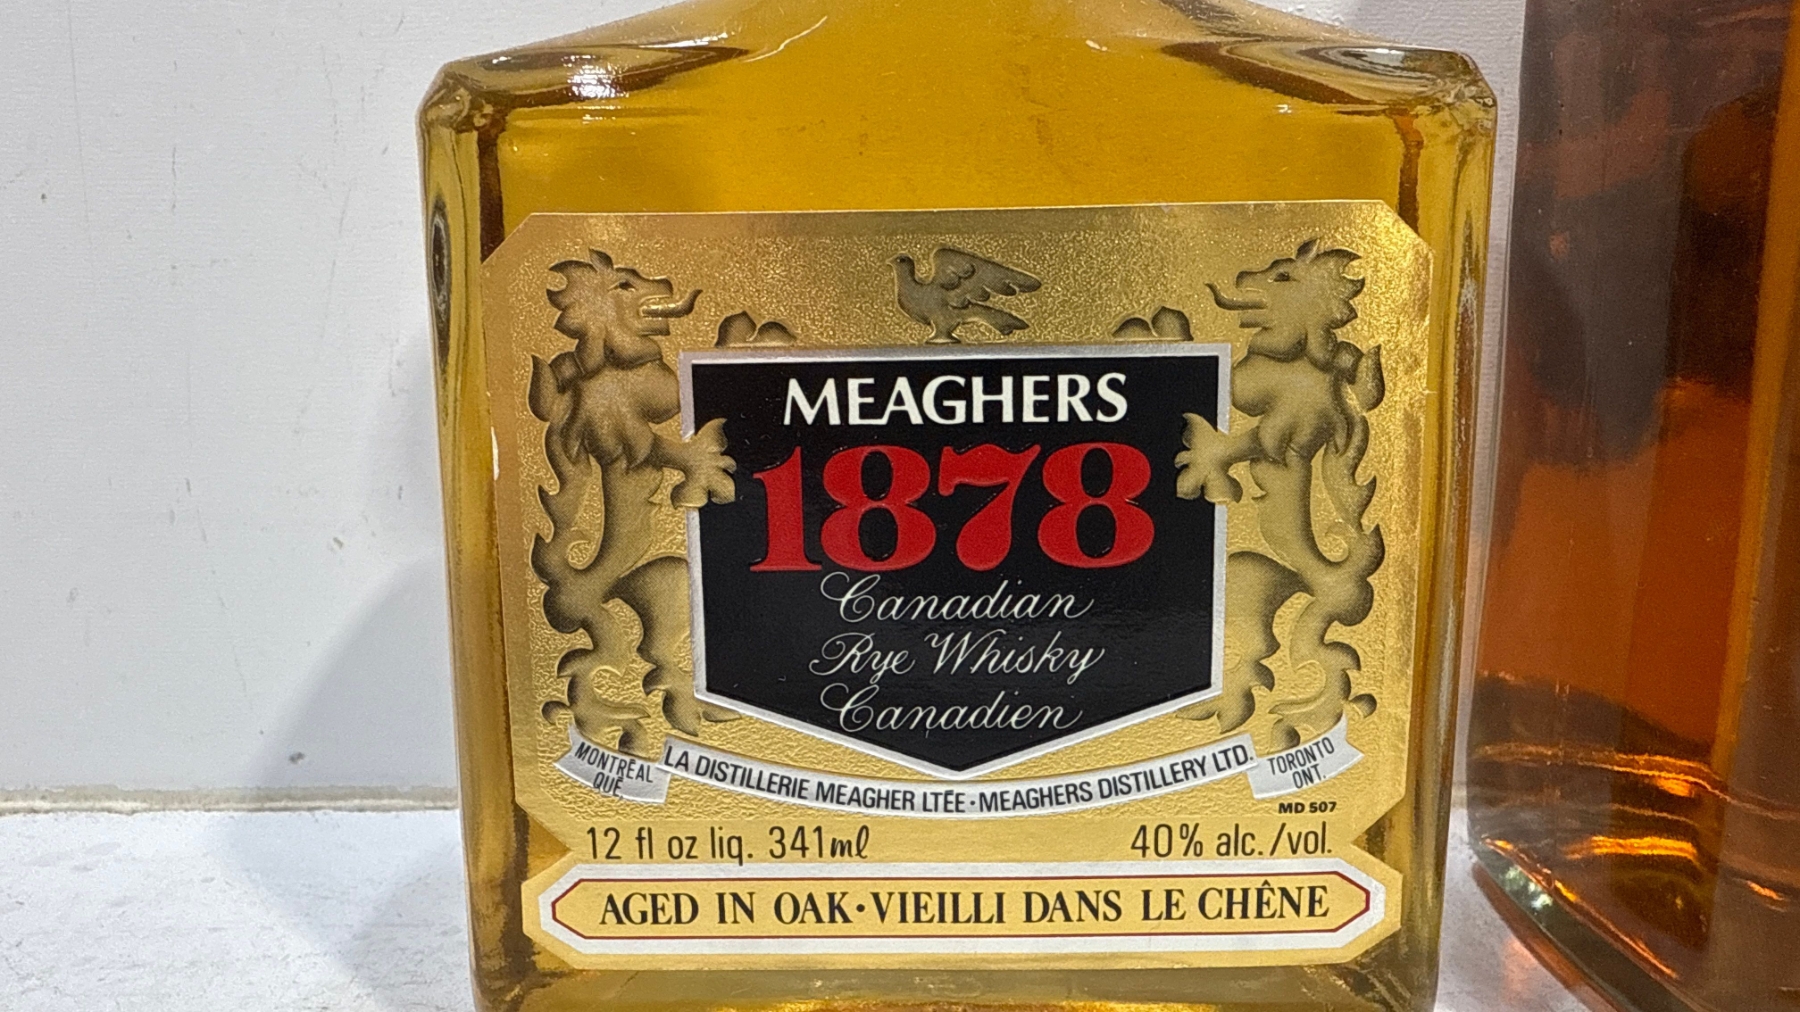 MEAGHERS
1878
Canadian
Rye Whisky
Canadien
MONTRÉAL
QUÉ.
LA DISTILLERIE MEAGHER LTÉE · MEAGHERS DISTILLERY LTD.
TORONTO
ONT.
MD 507
12 fl oz liq. 341ml
40% alc./vol.
AGED IN OAK · VIEILLI DANS LE CHÊNE